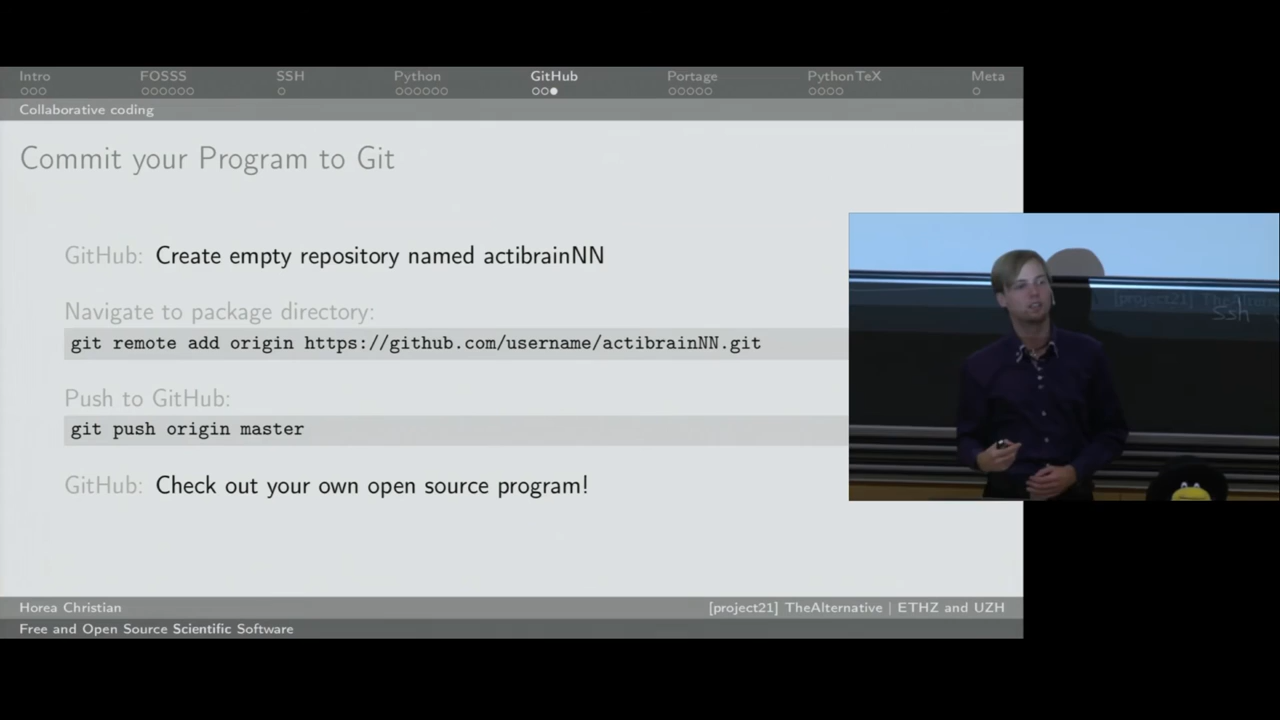 Intro FOSSS SSH Python GitHub Portage PythonTeX Meta
Collaborative coding
Commit your Program to Git
GitHub: Create empty repository named actibrainNN
Navigate to package directory:
git remote add origin https://github.com/username/actibrainNN.git
Push to GitHub:
git push origin master
GitHub: Check out your own open source program!
[project21] TheAlternative
ssh
Horea Christian [project21] TheAlternative | ETHZ and UZH
Free and Open Source Scientific Software